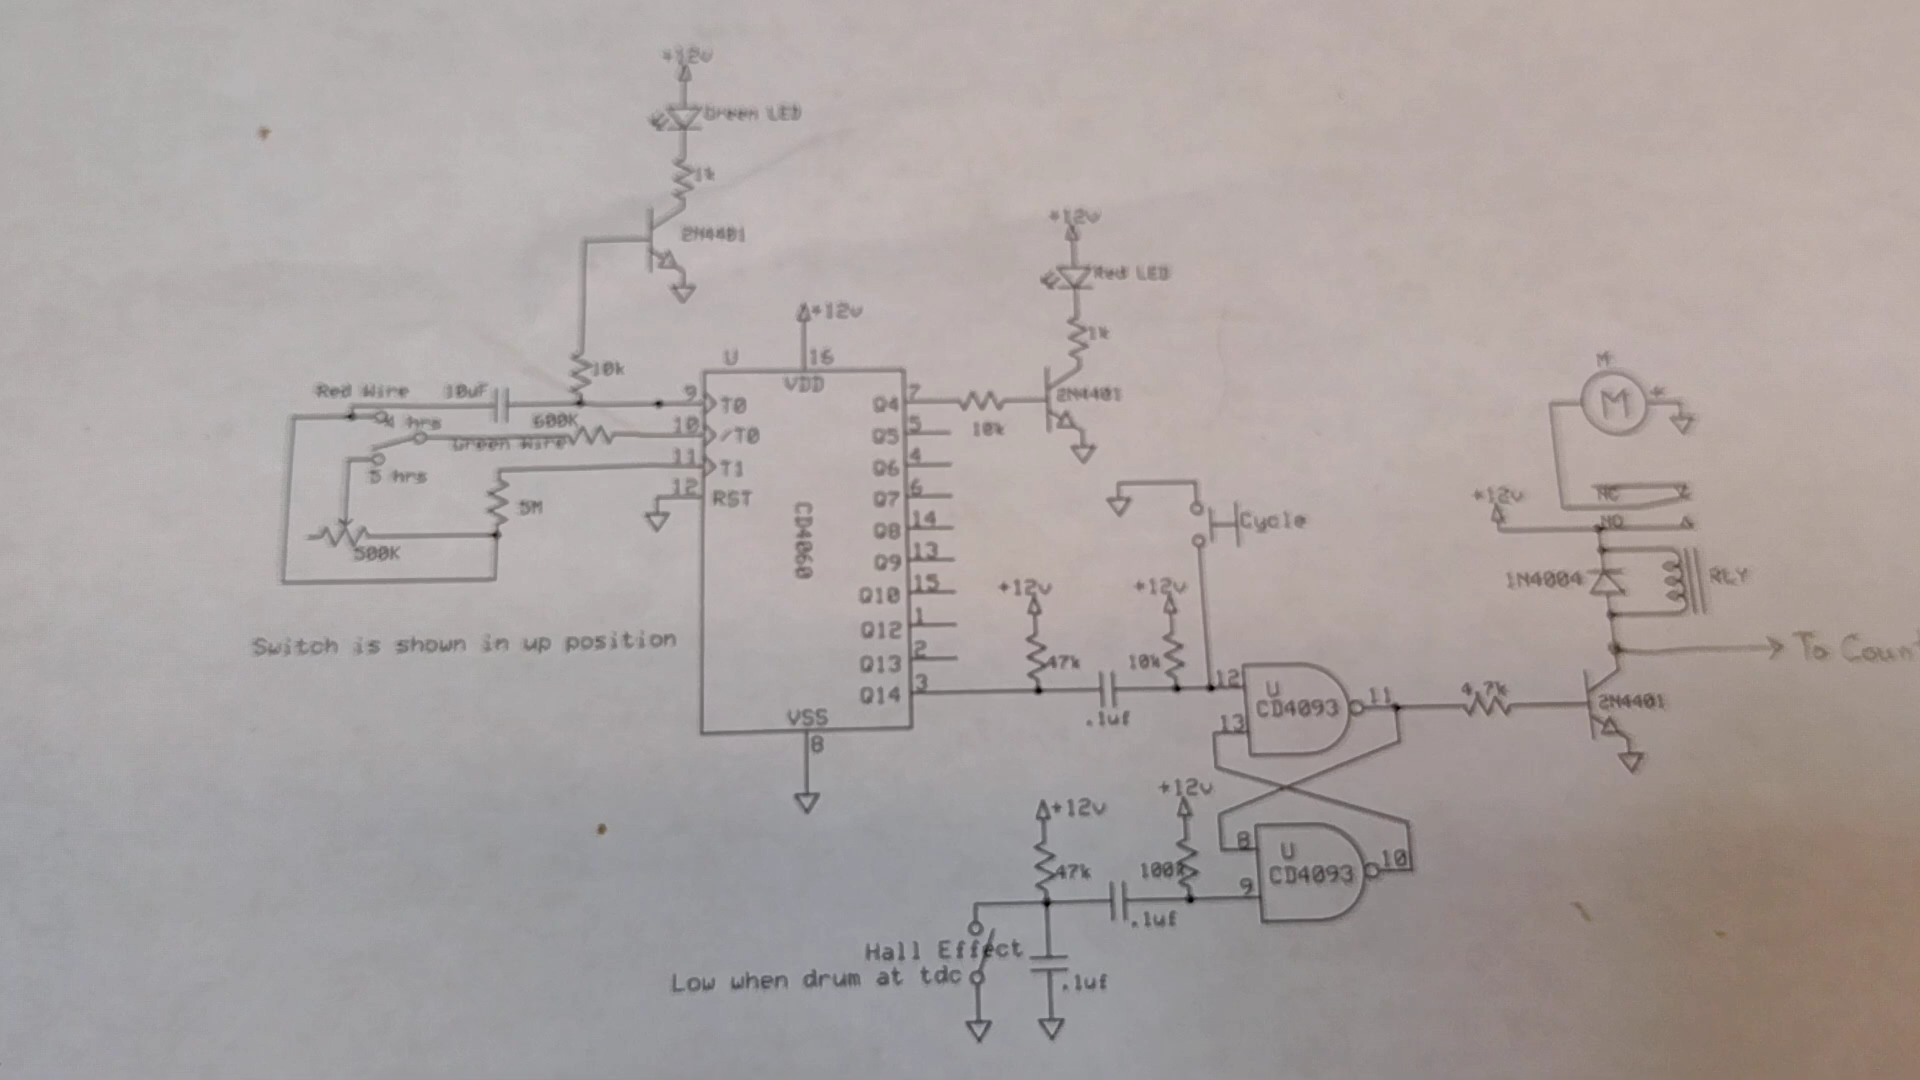 +12v
Green LED
1k
2N4401
+12v
Red LED
1k
2N4401
+12v
U
16
VDD
10k
Red Wire
10uF
9
T0
4 hrs
600K
10
/T0
Green Wire
5 hrs
11
T1
12
RST
5M
500K
CD4060
Q4
7
10k
Q5
5
Q6
4
Q7
6
Q8
14
Q9
13
Q10
15
Q12
1
Q13
2
Q14
3
VSS
8
Switch is shown in up position
Cycle
+12v
47k
+12v
10k
.1uf
12
13
U
CD4093
11
4.7k
2N4401
M
M
+
+12v
NC
NO
1N4004
RLY
To Coun
+12v
47k
+12v
.1uf
8
9
U
CD4093
10
Hall Effect
Low when drum at tdc
.1uf